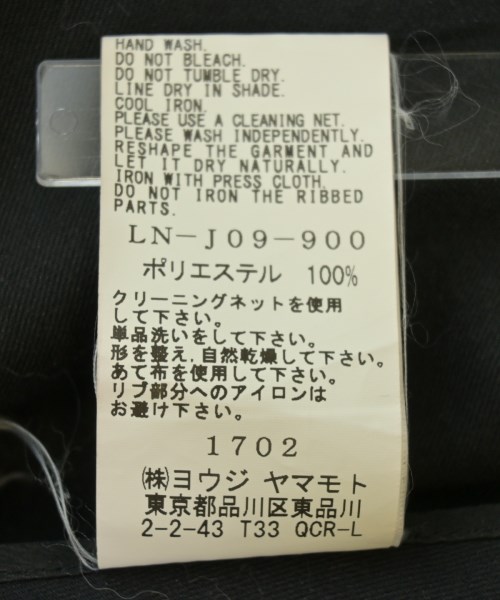 HAND WASH.
DO NOT BLEACH.
DO NOT TUMBLE DRY.
LINE DRY IN SHADE.
COOL IRON.
PLEASE USE A CLEANING NET.
PLEASE WASH INDEPENDENTLY.
RESHAPE THE GARMENT AND
LET IT DRY NATURALLY.
IRON WITH PRESS CLOTH.
DO NOT IRON THE RIBBED
PARTS.
LN-J09-900
ポリエステル 100%
クリーニングネットを使用
して下さい。
単品洗いをして下さい。
形を整え,自然乾燥して下さい。
あて布を使用して下さい。
リブ部分へのアイロンは
お避け下さい。
1702
㈱ヨウジ ヤマモト
東京都品川区東品川
2-2-43 T33 QCR-L